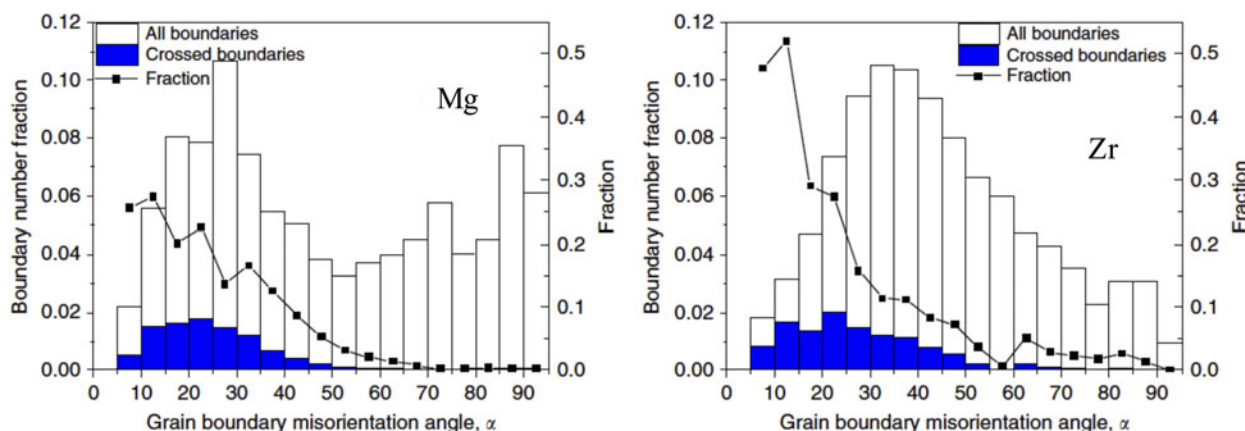 All boundaries
Crossed boundaries
Fraction
Mg
0.12
0.10
0.08
0.06
0.04
0.02
0.00
0.5
0.4
0.3
0.2
0.1
0.0
0 10 20 30 40 50 60 70 80 90
Boundary number fraction
Fraction
Grain boundary misorientation angle, α
All boundaries
Crossed boundaries
Fraction
Zr
0.12
0.10
0.08
0.06
0.04
0.02
0.00
0.5
0.4
0.3
0.2
0.1
0.0
0 10 20 30 40 50 60 70 80 90
Boundary number fraction
Fraction
Grain boundary misorientation angle, α